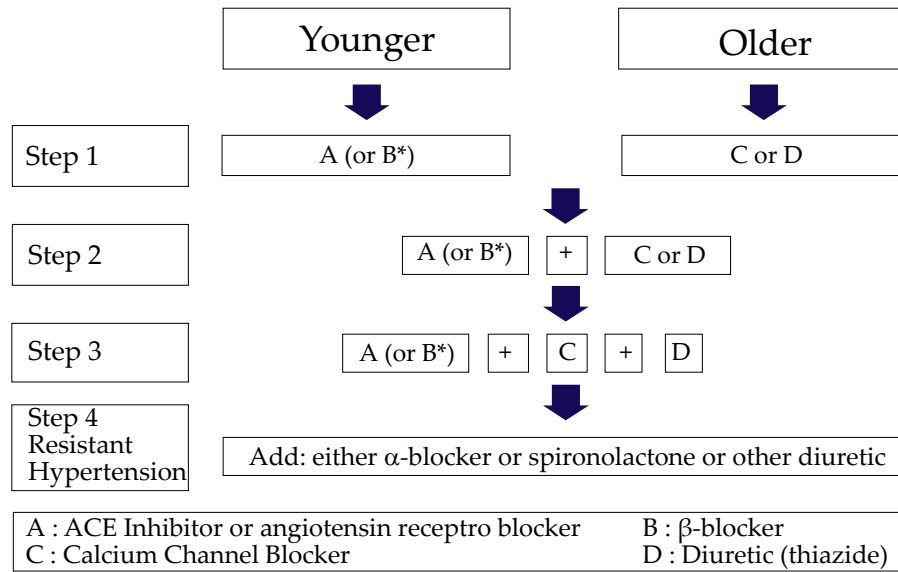 Younger
Older
Step 1
A (or B*)
C or D
Step 2
A (or B*)
+
C or D
Step 3
A (or B*)
+
C
+
D
Step 4
Resistant
Hypertension
Add: either α-blocker or spironolactone or other diuretic
A : ACE Inhibitor or angiotensin receptro blocker
B : β-blocker
C : Calcium Channel Blocker
D : Diuretic (thiazide)